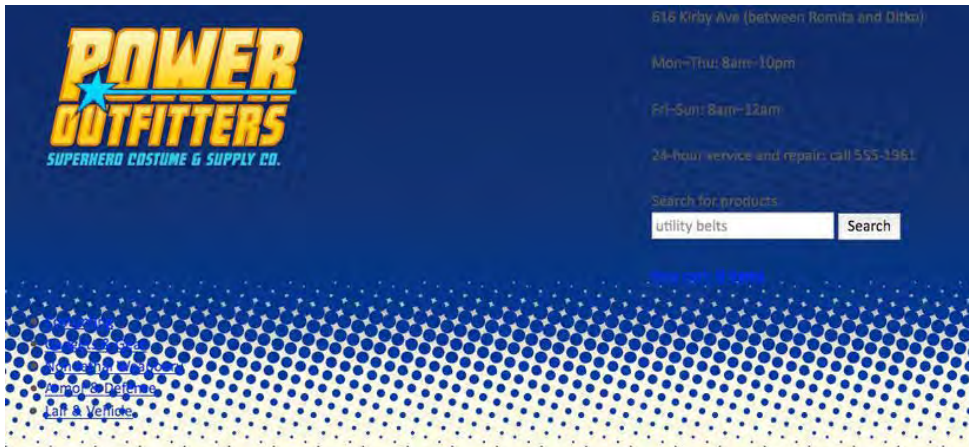 POWER
OUTFITTERS
SUPERHERO COSTUME & SUPPLY CO.
616 Kirby Ave (between Romita and Ditko)
Mon–Thu: 8am–10pm
Fri–Sun: 8am–12am
24-hour service and repair: call 555-1961
Search for products
utility belts
Search
Armor & Defense
Lair & Vehicle